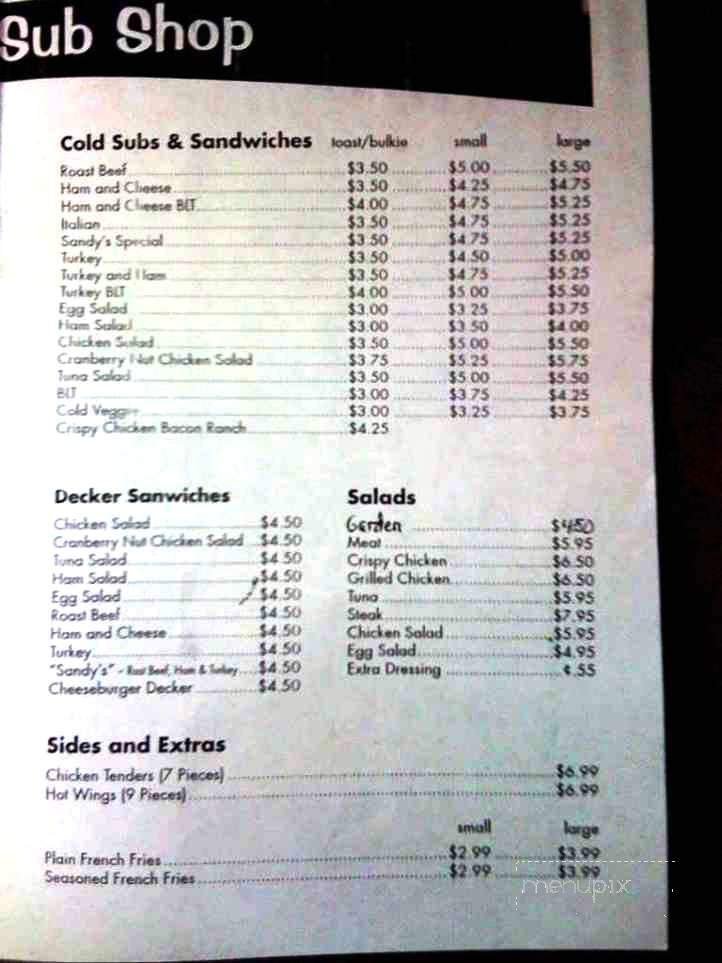 Sub Shop
Cold Subs & Sandwiches toast/bulkie small large
Roast Beef $3.50 $5.00 $5.50
Ham and Cheese $3.50 $4.25 $4.75
Ham and Cheese BLT $4.00 $4.75 $5.25
Italian $3.50 $4.75 $5.25
Sandy's Special $3.50 $4.75 $5.25
Turkey $3.50 $4.50 $5.00
Turkey and Ham $3.50 $4.75 $5.25
Turkey BLT $4.00 $5.00 $5.50
Egg Salad $3.00 $3.25 $3.75
Ham Salad $3.00 $3.50 $4.00
Chicken Salad $3.50 $5.00 $5.50
Cranberry Nut Chicken Salad $3.75 $5.25 $5.75
Tuna Salad $3.50 $5.00 $5.50
BLT $3.00 $3.75 $4.25
Cold Veggie $3.00 $3.25 $3.75
Crispy Chicken Bacon Ranch $4.25
Decker Sanwiches
Chicken Salad $4.50
Cranberry Nut Chicken Salad $4.50
Tuna Salad $4.50
Ham Salad $4.50
Egg Salad $4.50
Roast Beef $4.50
Ham and Cheese $4.50
Turkey $4.50
"Sandy's" - Roast Beef, Ham & Turkey $4.50
Cheeseburger Decker $4.50
Salads
Garden $4.50
Meat $5.95
Crispy Chicken $6.50
Grilled Chicken $6.50
Tuna $5.95
Steak $7.95
Chicken Salad $5.95
Egg Salad $4.95
Extra Dressing ¢.55
Sides and Extras
Chicken Tenders (7 Pieces) $6.99
Hot Wings (9 Pieces) $6.99
small large
Plain French Fries $2.99 $3.99
Seasoned French Fries $2.99 $3.99
menupix